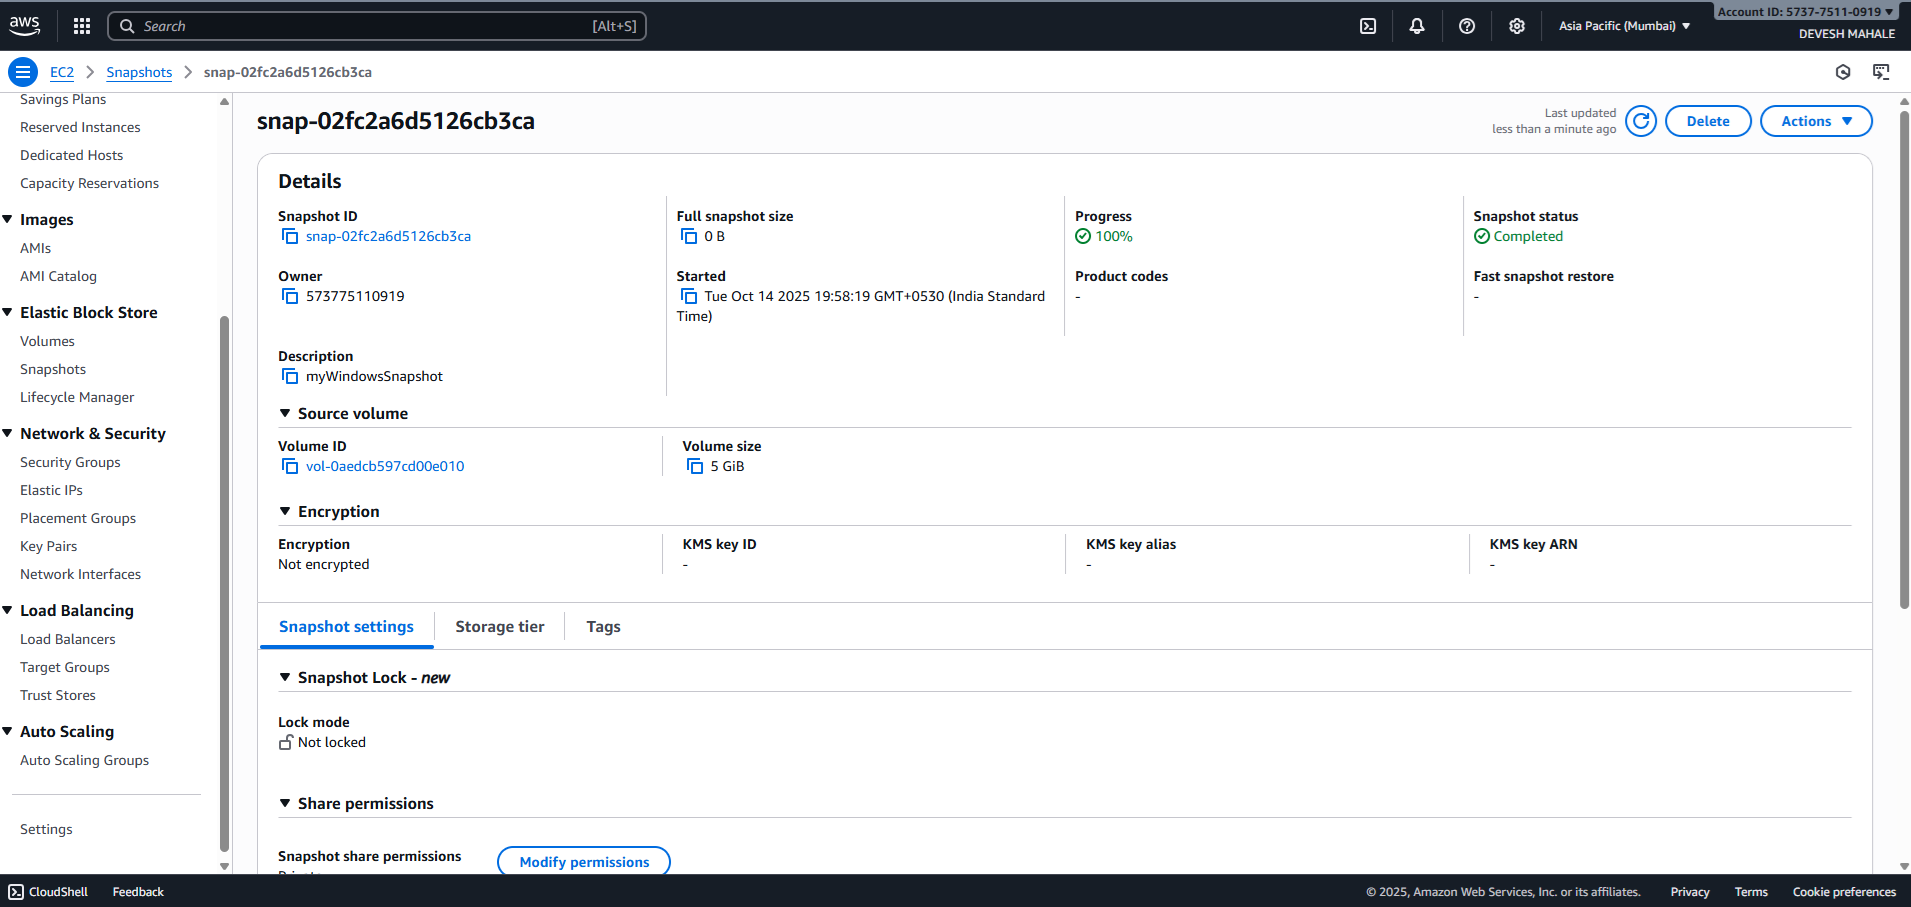 aws
Search
[Alt+S]
Asia Pacific (Mumbai)
Account ID: 5737-7511-0919
DEVESH MAHALE
EC2
Snapshots
snap-02fc2a6d5126cb3ca
Savings Plans
Reserved Instances
Dedicated Hosts
Capacity Reservations
Images
AMIs
AMI Catalog
Elastic Block Store
Volumes
Snapshots
Lifecycle Manager
Network & Security
Security Groups
Elastic IPs
Placement Groups
Key Pairs
Network Interfaces
Load Balancing
Load Balancers
Target Groups
Trust Stores
Auto Scaling
Auto Scaling Groups
Settings
snap-02fc2a6d5126cb3ca
Last updated
less than a minute ago
Delete
Actions
Details
Snapshot ID
snap-02fc2a6d5126cb3ca
Full snapshot size
0 B
Progress
100%
Snapshot status
Completed
Owner
573775110919
Started
Tue Oct 14 2025 19:58:19 GMT+0530 (India Standard
Time)
Product codes
-
Fast snapshot restore
-
Description
myWindowsSnapshot
Source volume
Volume ID
vol-0aedcb597cd00e010
Volume size
5 GiB
Encryption
Encryption
Not encrypted
KMS key ID
-
KMS key alias
-
KMS key ARN
-
Snapshot settings
Storage tier
Tags
Snapshot Lock - new
Lock mode
Not locked
Share permissions
Snapshot share permissions
Modify permissions
CloudShell
Feedback
© 2025, Amazon Web Services, Inc. or its affiliates.
Privacy
Terms
Cookie preferences